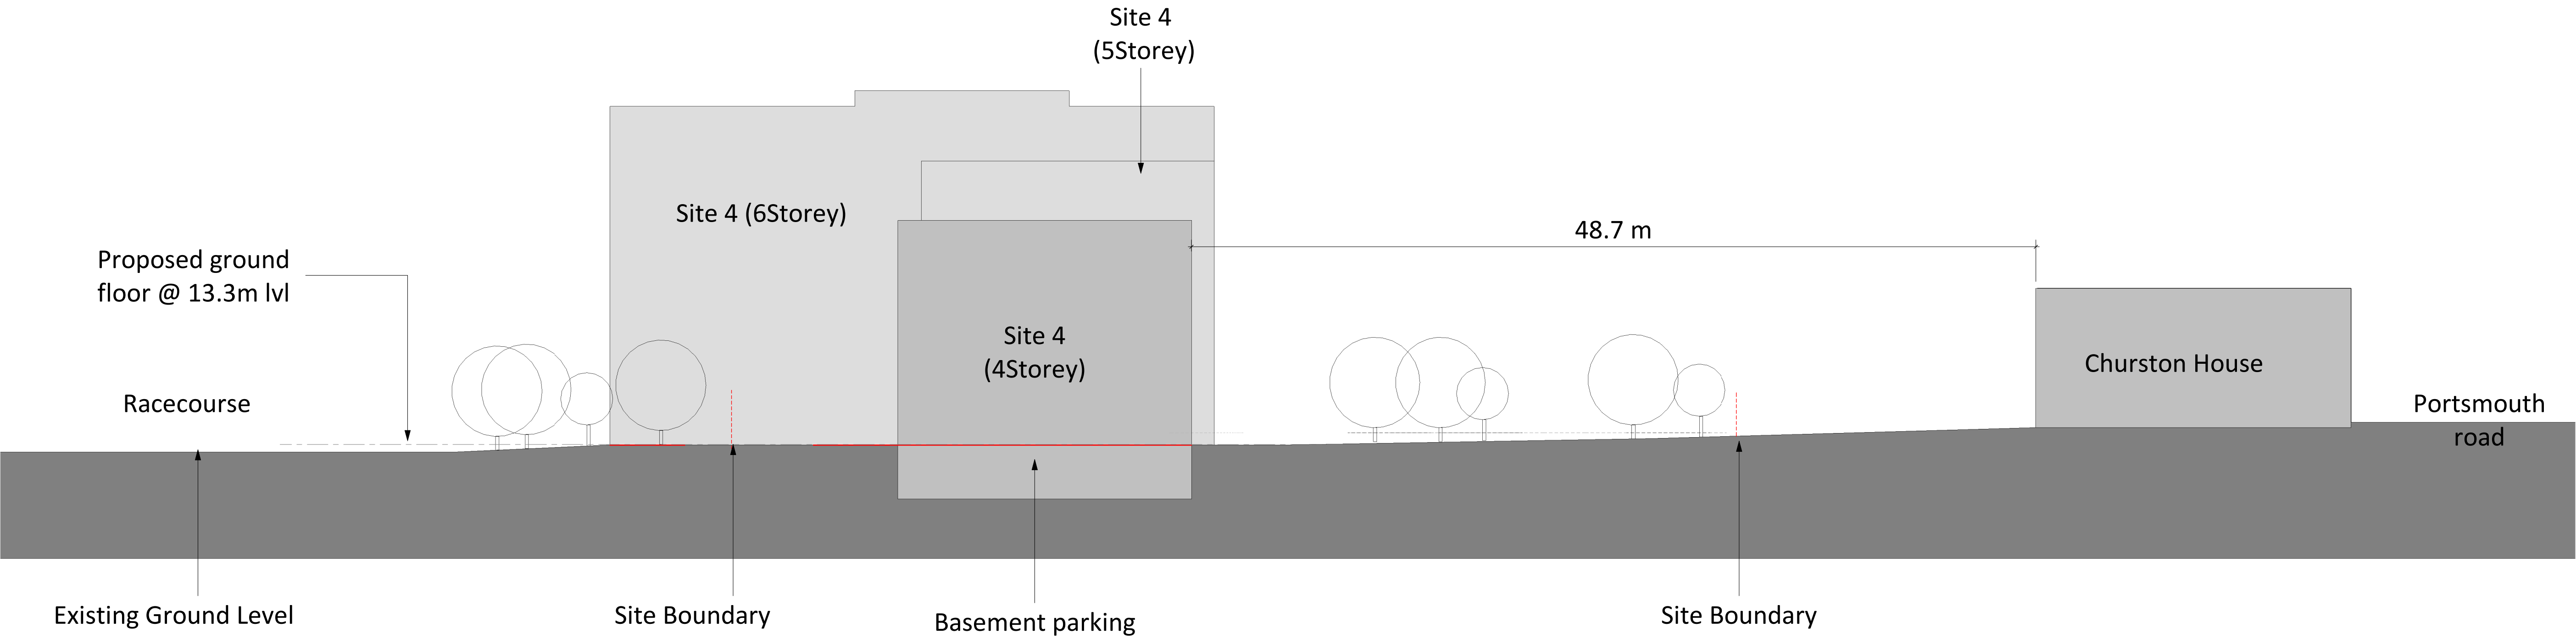 Site 4
(5Storey)
Site 4 (6Storey)
48.7 m
Proposed ground
floor @ 13.3m lvl
Site 4
(4Storey)
Churston House
Racecourse
Portsmouth
road
Existing Ground Level
Site Boundary
Basement parking
Site Boundary